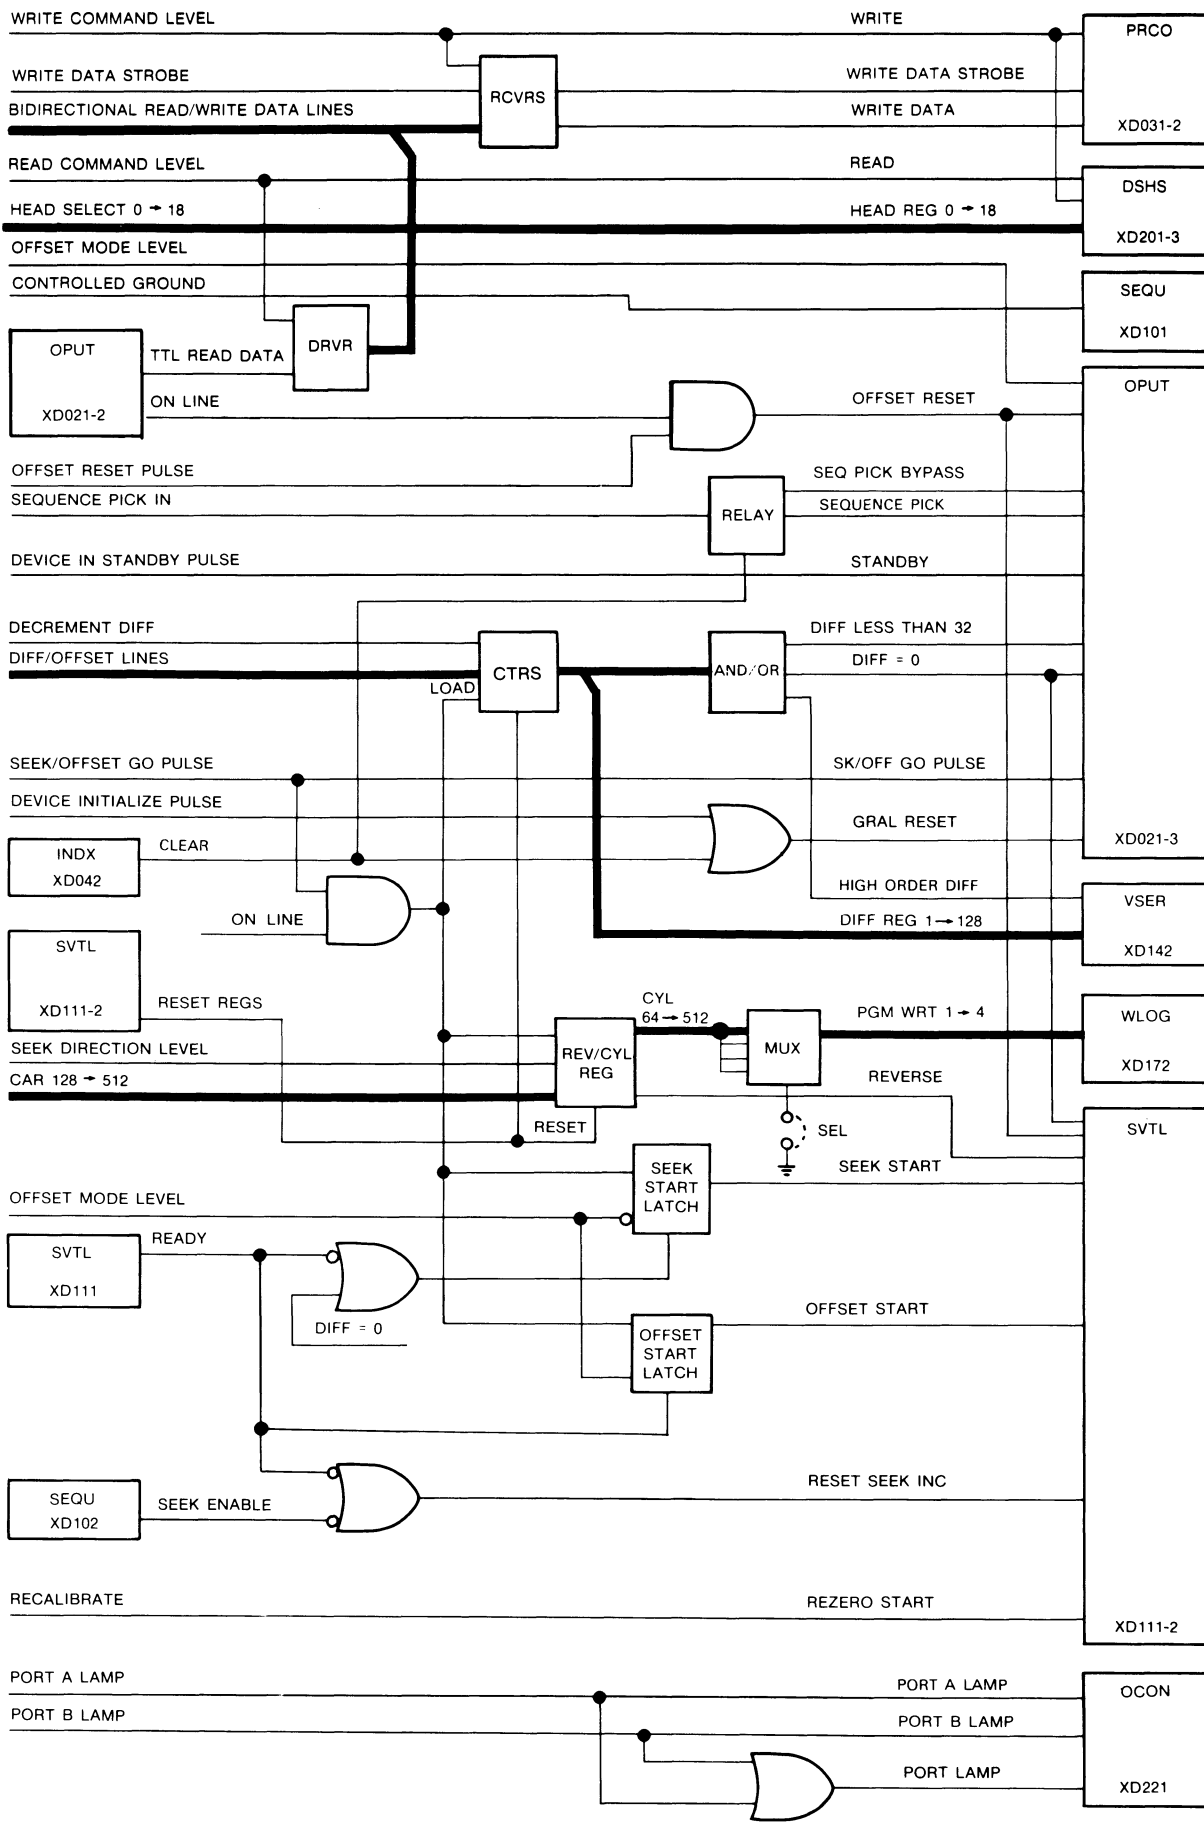 WRITE COMMAND LEVEL
WRITE
PRCO
WRITE DATA STROBE
RCVRS
WRITE DATA STROBE
BIDIRECTIONAL READ/WRITE DATA LINES
WRITE DATA
XD031-2
READ COMMAND LEVEL
READ
DSHS
HEAD SELECT 0 → 18
HEAD REG 0 → 18
XD201-3
OFFSET MODE LEVEL
CONTROLLED GROUND
SEQU
XD101
OPUT
TTL READ DATA
DRVR
XD021-2
ON LINE
OPUT
OFFSET RESET
OFFSET RESET PULSE
SEQ PICK BYPASS
SEQUENCE PICK IN
RELAY
SEQUENCE PICK
DEVICE IN STANDBY PULSE
STANDBY
DECREMENT DIFF
DIFF LESS THAN 32
DIFF/OFFSET LINES
DIFF = 0
LOAD
CTRS
AND/OR
SEEK/OFFSET GO PULSE
SK/OFF GO PULSE
DEVICE INITIALIZE PULSE
GRAL RESET
INDX
XD042
CLEAR
XD021-3
HIGH ORDER DIFF
VSER
ON LINE
DIFF REG 1 → 128
XD142
SVTL
XD111-2
RESET REGS
CYL
64 → 512
MUX
PGM WRT 1 → 4
WLOG
XD172
SEEK DIRECTION LEVEL
REV/CYL
REG
CAR 128 → 512
REVERSE
RESET
SEL
SVTL
SEEK
START
LATCH
SEEK START
OFFSET MODE LEVEL
SVTL
XD111
READY
DIFF = 0
OFFSET
START
LATCH
OFFSET START
SEQU
XD102
SEEK ENABLE
RESET SEEK INC
RECALIBRATE
REZERO START
XD111-2
PORT A LAMP
PORT A LAMP
OCON
PORT B LAMP
PORT B LAMP
PORT LAMP
XD221